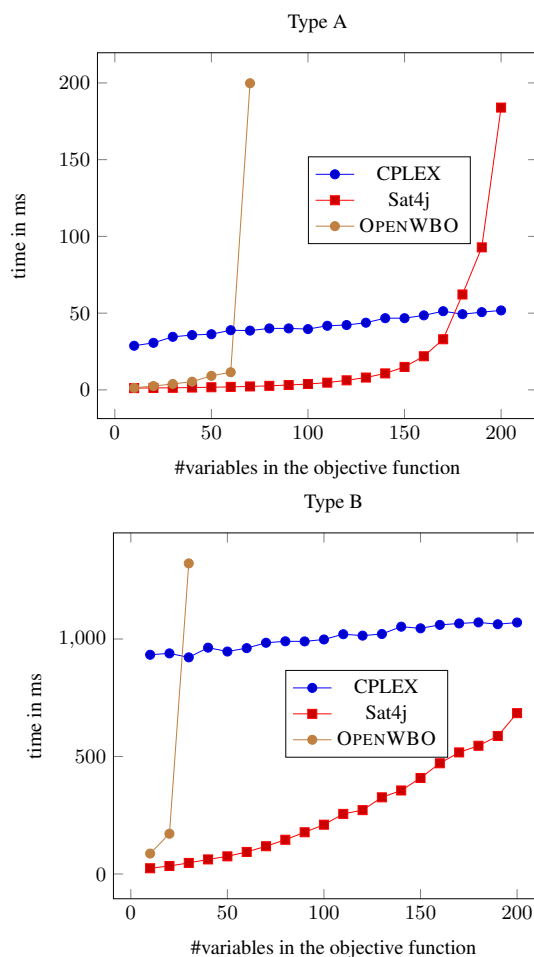 Type A
200
150
100
50
0
time in ms
CPLEX
Sat4j
OPENWBO
0 50 100 150 200
#variables in the objective function
Type B
1,000
500
0
time in ms
CPLEX
Sat4j
OPENWBO
0 50 100 150 200
#variables in the objective function